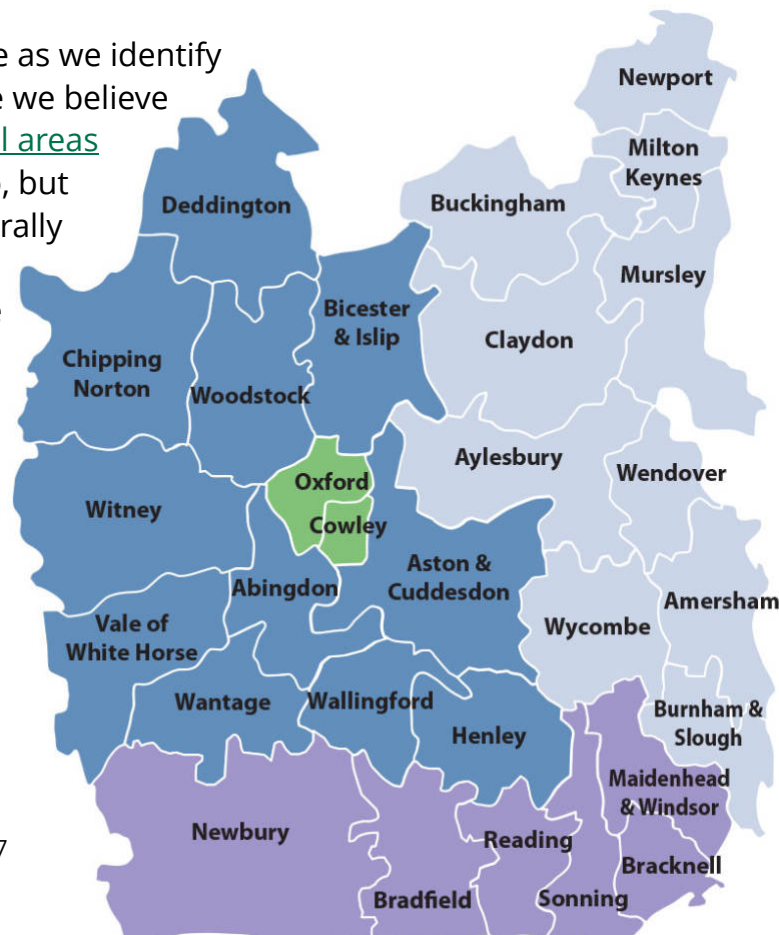 e as we identify
e we believe
l areas
, but
rally
e
7
Newport
Milton
Keynes
Deddington
Buckingham
Mursley
Bicester
& Islip
Claydon
Chipping
Norton
Woodstock
Aylesbury
Wendover
Oxford
Witney
Cowley
Aston &
Cuddesdon
Abingdon
Amersham
Vale of
White Horse
Wycombe
Wantage
Wallingford
Henley
Burnham &
Slough
Maidenhead
& Windsor
Newbury
Reading
Bracknell
Bradfield
Sonning